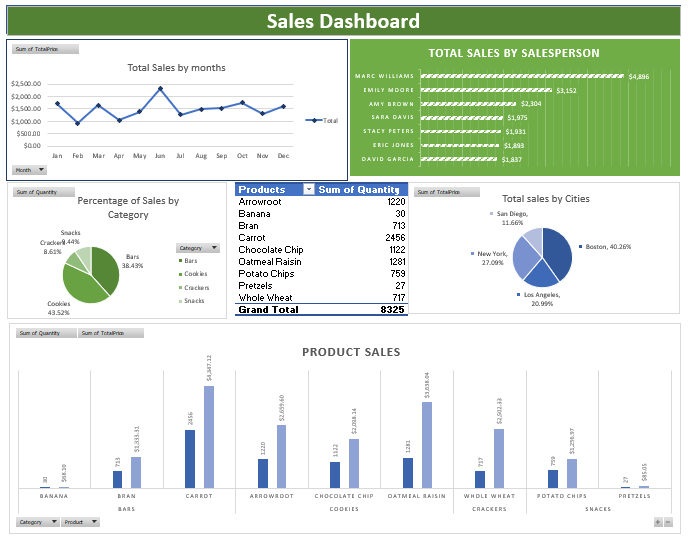 Sales Dashboard
Sum of TotalPrice
Total Sales by months
$2,500.00
$2,000.00
$1,500.00
$1,000.00
$500.00
$0.00
Jan Feb Mar Apr May Jun Jul Aug Sep Oct Nov Dec
Total
Month
TOTAL SALES BY SALESPERSON
MARC WILLIAMS $4,896
EMILY MOORE $3,152
AMY BROWN $2,304
SARA DAVIS $1,975
STACY PETERS $1,931
ERIC JONES $1,893
DAVID GARCIA $1,837
Sum of Quantity
Percentage of Sales by
Category
Snacks
9.44%
Crackers
8.61%
Bars
38.43%
Cookies
43.52%
Category
Bars
Cookies
Crackers
Snacks
Products Sum of Quantity
Arrowroot 1220
Banana 30
Bran 713
Carrot 2456
Chocolate Chip 1122
Oatmeal Raisin 1281
Potato Chips 759
Pretzels 27
Whole Wheat 717
Grand Total 8325
Sum of TotalPrice
Total sales by Cities
San Diego,
11.66%
New York,
27.09%
Boston, 40.26%
Los Angeles,
20.99%
Sum of Quantity Sum of TotalPrice
PRODUCT SALES
30 $68.10 713 $1,333.31 2456 $4,347.12 1220 $2,659.60 1122 $2,098.14 1281 $3,638.04 717 $2,502.33 759 $1,256.97 27 $85.05
BANANA BRAN CARROT ARROWROOT CHOCOLATE CHIP OATMEAL RAISIN WHOLE WHEAT POTATO CHIPS PRETZELS
BARS COOKIES CRACKERS SNACKS
Category Product